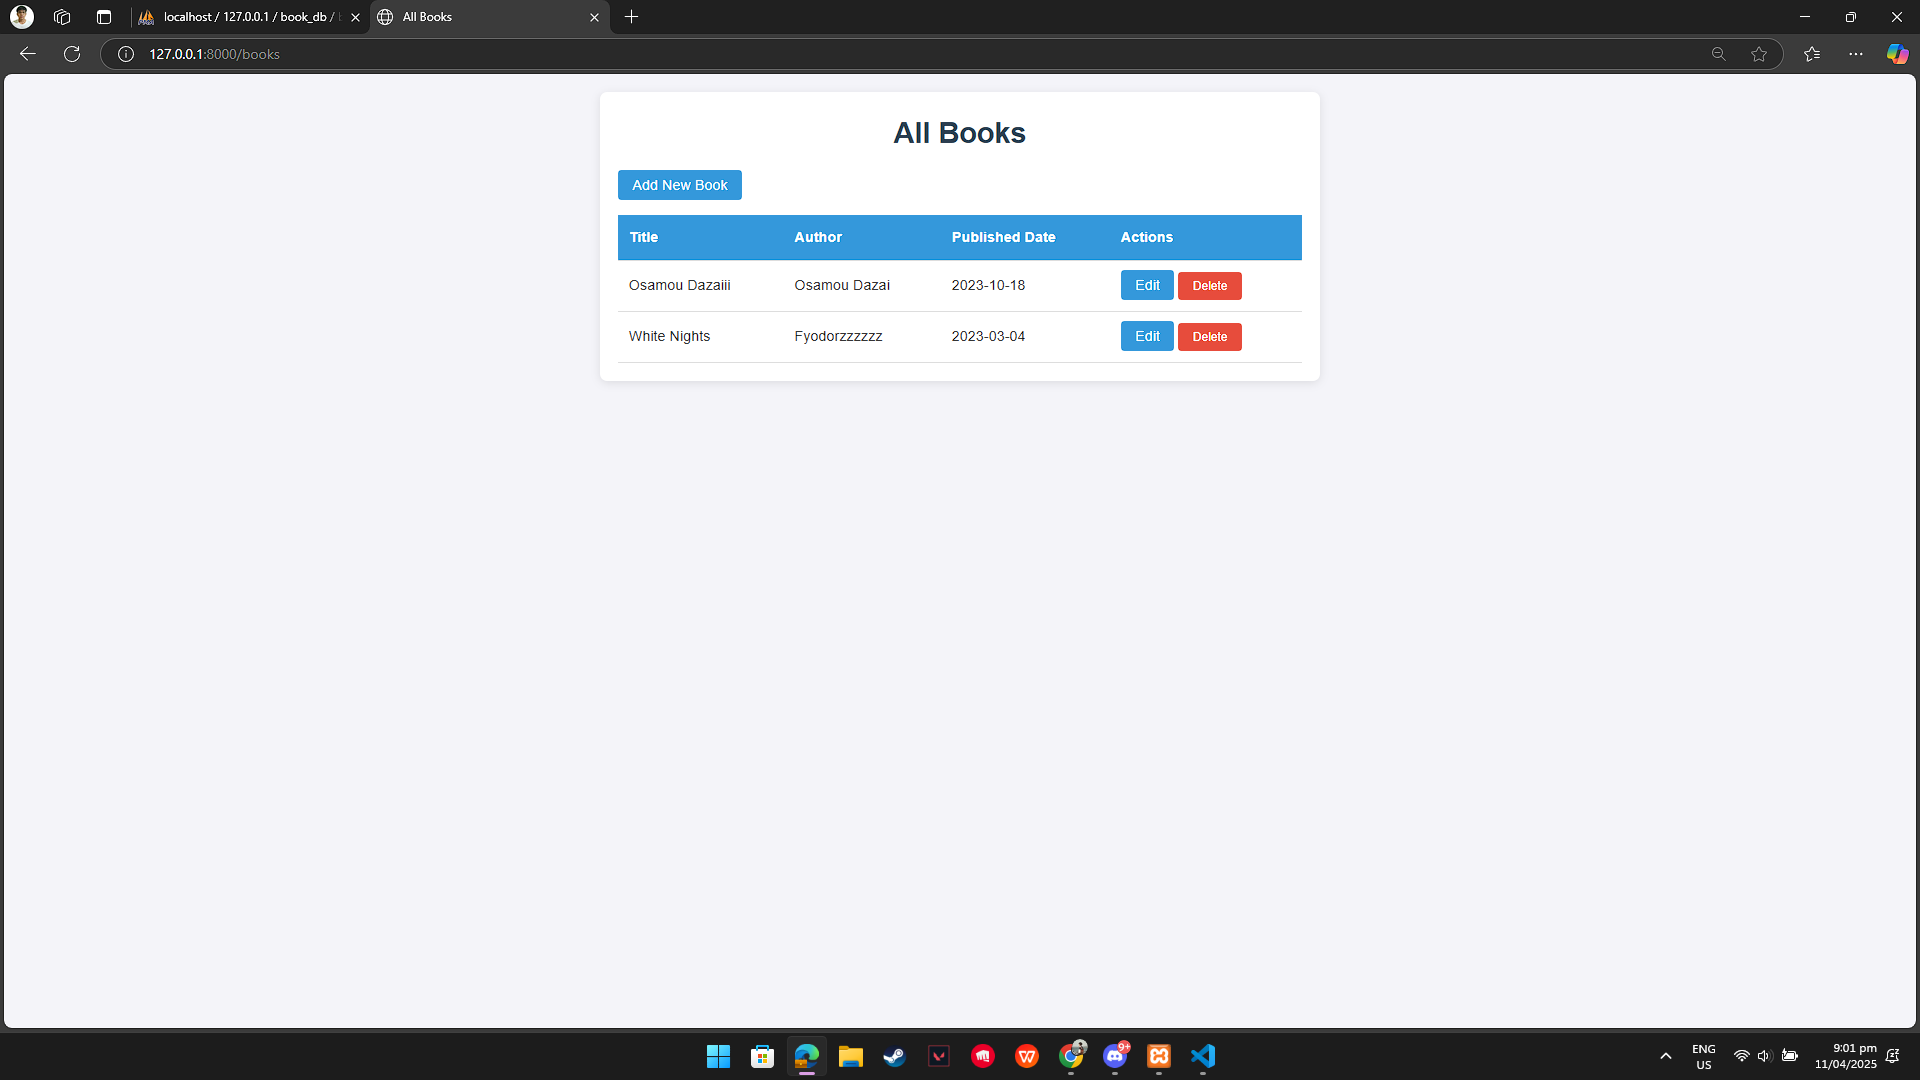 localhost / 127.0.0.1 / book_db /
All Books
127.0.0.1:8000/books
All Books
Add New Book
Title Author Published Date Actions
Osamou Dazaiii Osamou Dazai 2023-10-18 Edit Delete
White Nights Fyodorzzzzzz 2023-03-04 Edit Delete
9+
ENG
US
9:01 pm
11/04/2025